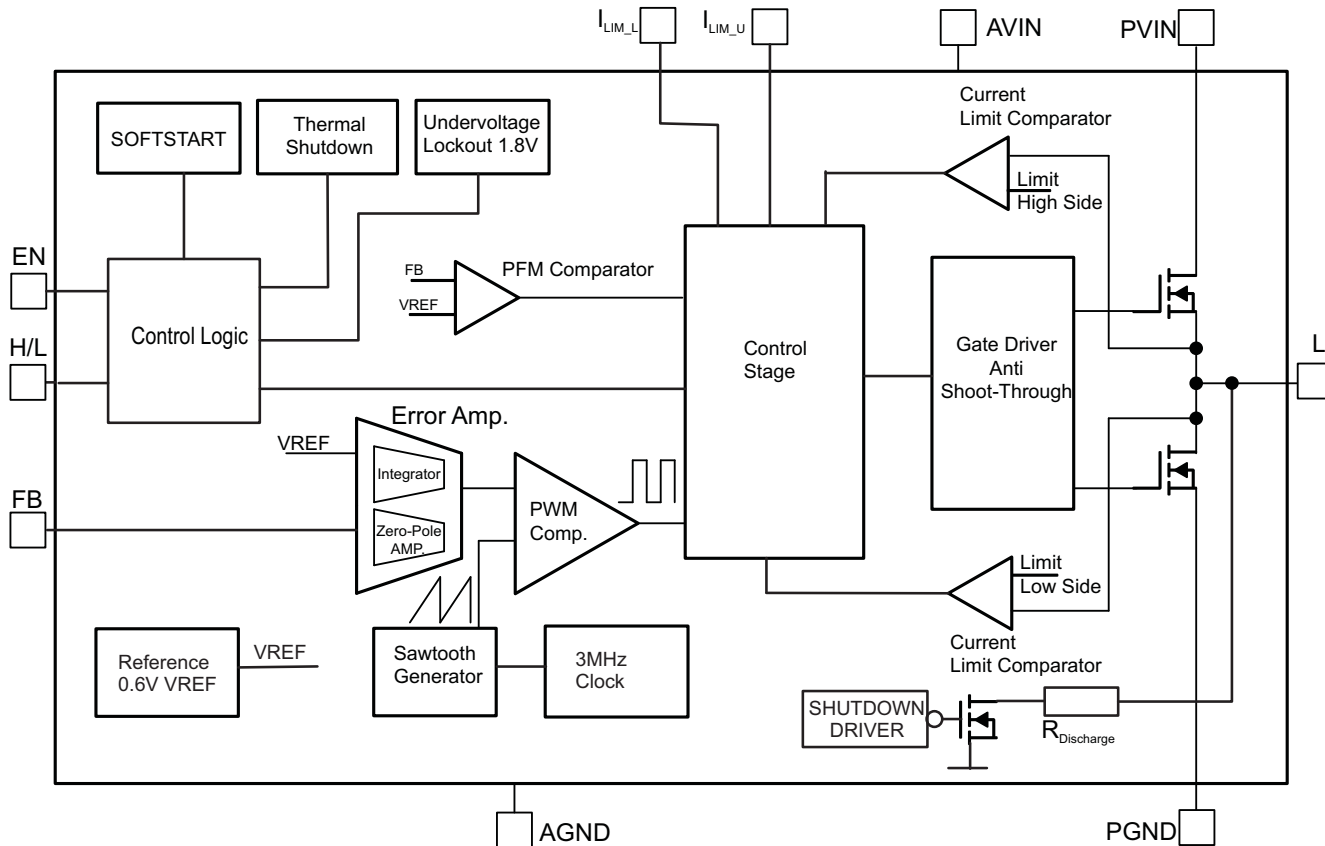 I LIM_L
I LIM_U
AVIN
PVIN
Current
Limit Comparator
SOFTSTART
Thermal
Shutdown
Undervoltage
Lockout 1.8V
Limit
High Side
EN
FB
VREF
PFM Comparator
H/L
Control Logic
Control
Stage
Gate Driver
Anti
Shoot-Through
L
Error Amp.
VREF
Integrator
FB
Zero-Pole
AMP.
PWM
Comp.
Limit
Low Side
Current
Limit Comparator
Reference
0.6V VREF
VREF
Sawtooth
Generator
3MHz
Clock
SHUTDOWN
DRIVER
R Discharge
AGND
PGND